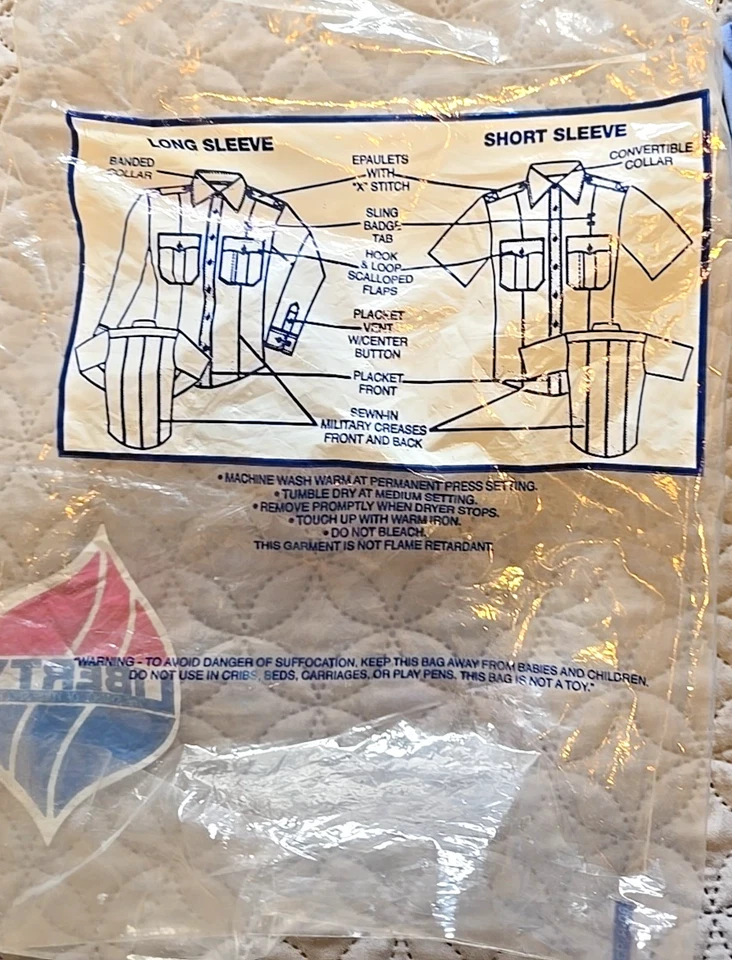 LONG SLEEVE
SHORT SLEEVE
BANDED
COLLAR
EPAULETS
WITH
"X" STITCH
CONVERTIBLE
COLLAR
SLING
BADGE
TAB
HOOK
& LOOP
SCALLOPED
FLAPS
PLACKET
VENT
W/CENTER
BUTTON
PLACKET
FRONT
SEWN-IN
MILITARY CREASES
FRONT AND BACK
• MACHINE WASH WARM AT PERMANENT PRESS SETTING.
• TUMBLE DRY AT MEDIUM SETTING.
• REMOVE PROMPTLY WHEN DRYER STOPS.
• TOUCH UP WITH WARM IRON.
• DO NOT BLEACH.
THIS GARMENT IS NOT FLAME RETARDANT
"WARNING - TO AVOID DANGER OF SUFFOCATION, KEEP THIS BAG AWAY FROM BABIES AND CHILDREN.
DO NOT USE IN CRIBS, BEDS, CARRIAGES, OR PLAY PENS. THIS BAG IS NOT A TOY."
LIBERTY